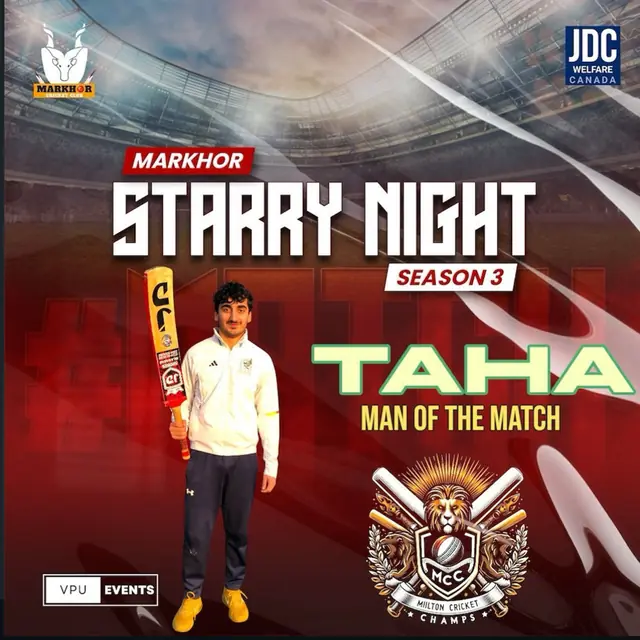 MARKHOR
JDC
WELFARE
CANADA
MARKHOR
STARRY NIGHT
SEASON 3
TAHA
MAN OF THE MATCH
MCC
MILTON CRICKET
CHAMPS
VPU EVENTS